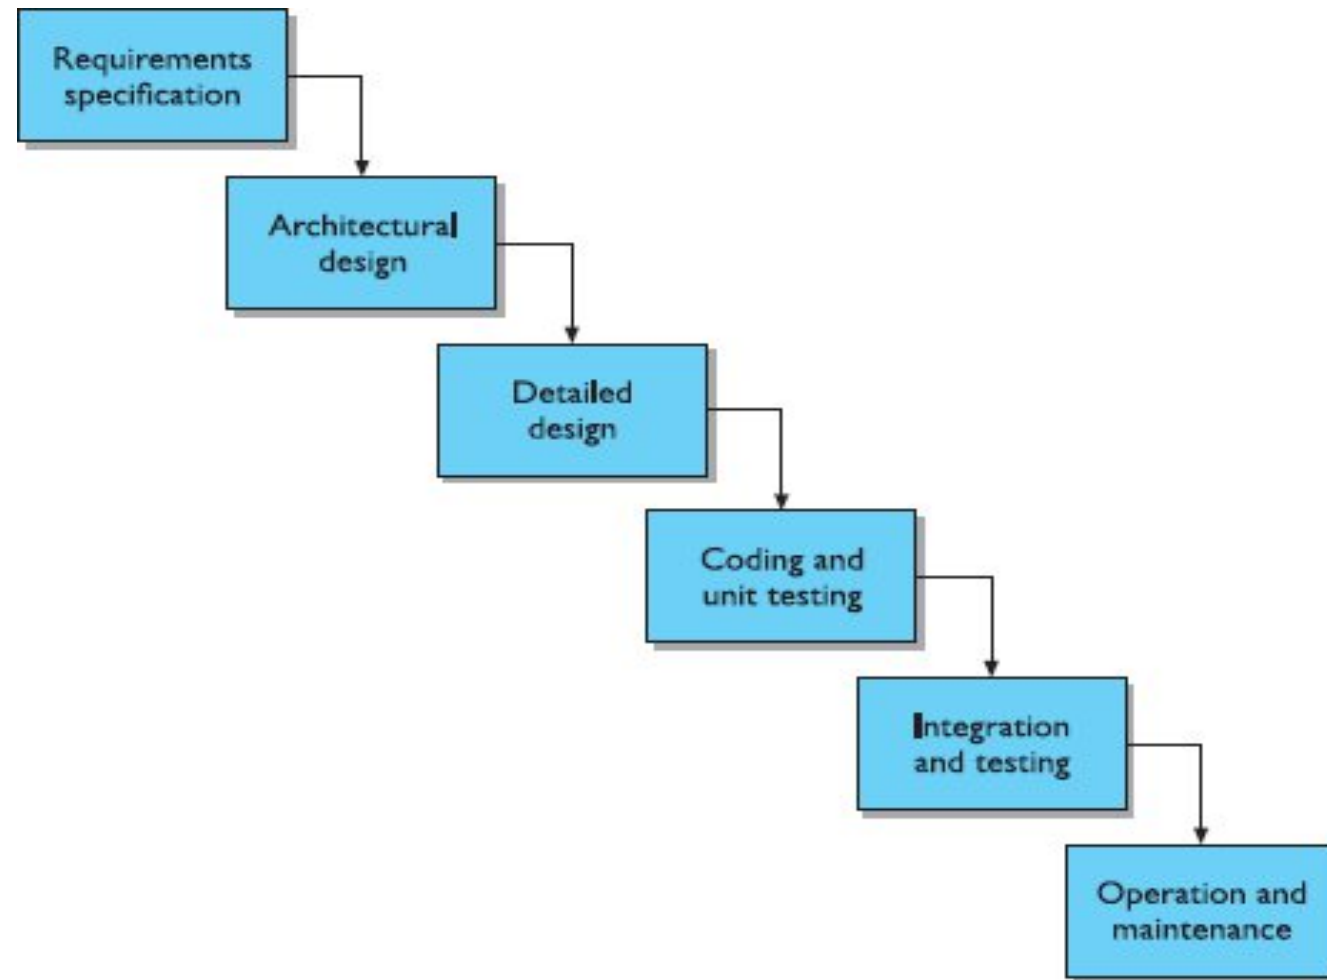 Requirements
specification
Architectural
design
Detailed
design
Coding and
unit testing
Integration
and testing
Operation and
maintenance